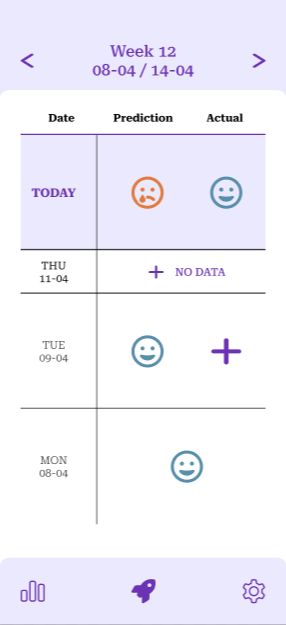 Week 12
08-04 / 14-04
Date Prediction Actual
TODAY
THU
11-04
NO DATA
TUE
09-04
MON
08-04